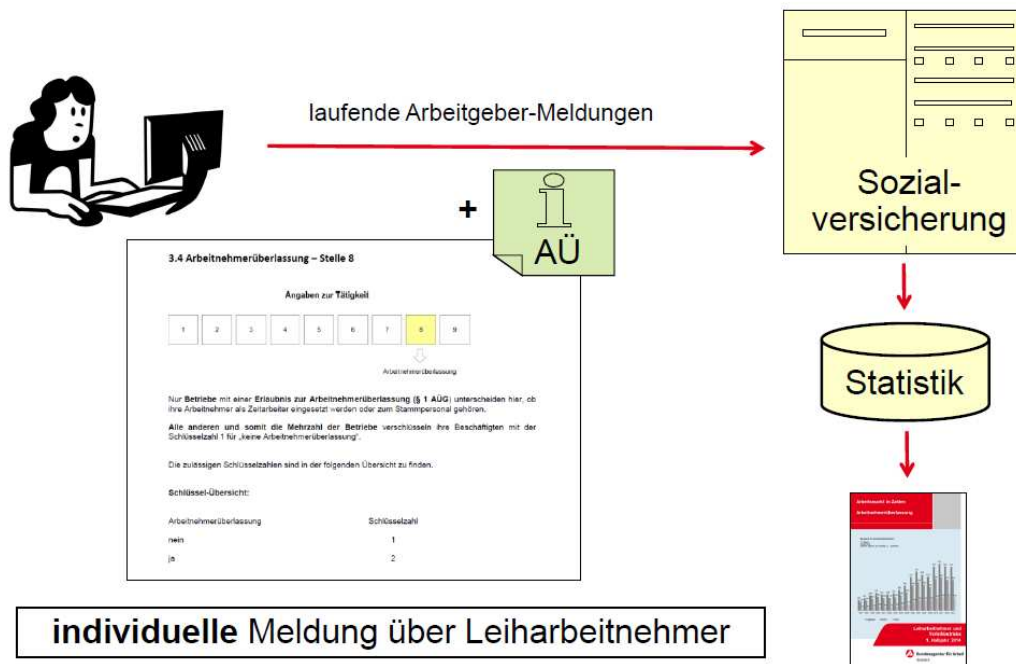 laufende Arbeitgeber-Meldungen
+
i
AÜ
Sozial-
versicherung
3.4 Arbeitnehmerüberlassung – Stelle 8
Angaben zur Tätigkeit
1 2 3 4 5 6 7 8 9
Arbeitnehmerüberlassung
Nur Betriebe mit einer Erlaubnis zur Arbeitnehmerüberlassung (§ 1 AÜG) unterscheiden hier, ob
ihre Arbeitnehmer als Zeitarbeiter eingesetzt werden oder zum Stammpersonal gehören.
Alle anderen und somit die Mehrzahl der Betriebe verschlüsseln ihre Beschäftigten mit der
Schlüsselzahl 1 für „keine Arbeitnehmerüberlassung“.
Die zulässigen Schlüsselzahlen sind in der folgenden Übersicht zu finden.
Schlüssel-Übersicht:
Arbeitnehmerüberlassung Schlüsselzahl
nein 1
ja 2
Statistik
Arbeitsmarkt in Zahlen
Arbeitnehmerüberlassung
Leiharbeitnehmer und
Verleihbetriebe
1. Halbjahr 2014
Bundesagentur für Arbeit
individuelle Meldung über Leiharbeitnehmer